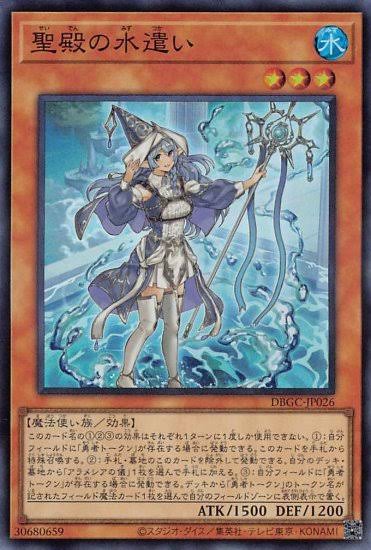 聖殿の水遣い
水
DBGC-JP026
【魔法使い族／効果】
このカード名の①②③の効果はそれぞれ1ターンに1度しか使用できない。①：自分
フィールドに「勇者トークン」が存在する場合に発動できる。このカードを手札から
特殊召喚する。②：手札・墓地のこのカードを除外して発動できる。自分のデッキ・
墓地から「アラメシアの儀」1枚を選んで手札に加える。③：自分フィールドに「勇者
トークン」が存在する場合に発動できる。デッキから「勇者トークン」のトークン名が
記されたフィールド魔法カード1枚を選んで自分のフィールドゾーンに表側表示で置く。
ATK/1500 DEF/1200
30680659
©スタジオ・ダイス／集英社・テレビ東京・KONAMI